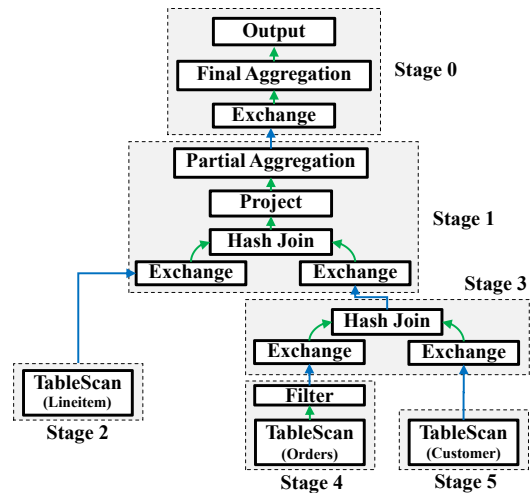 Output
Final Aggregation
Stage 0
Exchange
Partial Aggregation
Project
Stage 1
Hash Join
Exchange
Exchange
Stage 3
Hash Join
Exchange
Exchange
TableScan
(Lineitem)
Stage 2
Filter
TableScan
(Orders)
Stage 4
TableScan
(Customer)
Stage 5